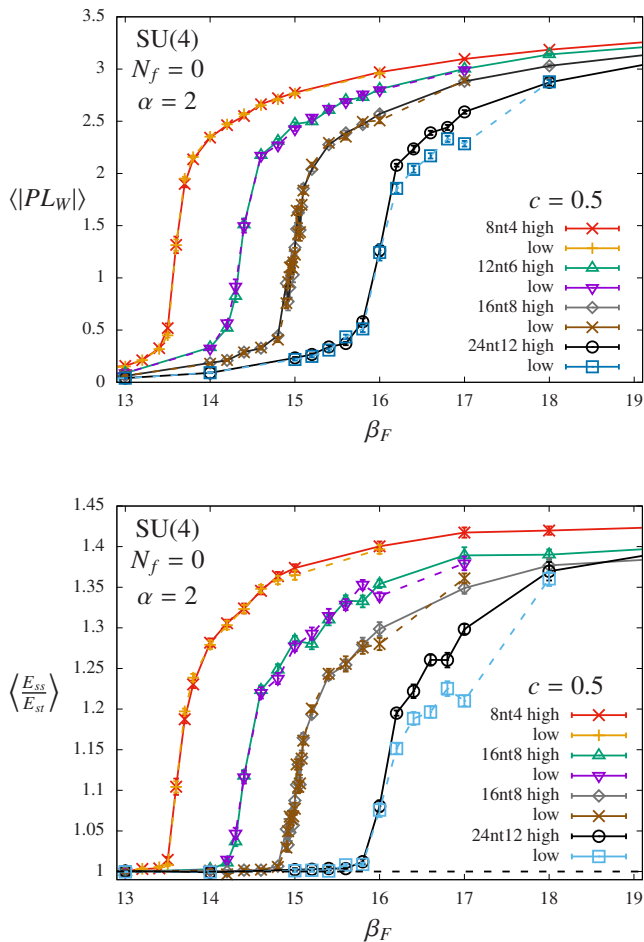 3.5
3
2.5
2
1.5
1
0.5
0
⟨|PL_W|⟩
SU(4)
N_f = 0
α = 2
c = 0.5
8nt4 high
low
12nt6 high
low
16nt8 high
low
24nt12 high
low
13 14 15 16 17 18 19
β_F
1.45
1.4
1.35
1.3
1.25
1.2
1.15
1.1
1.05
1
⟨E_ss/E_st⟩
SU(4)
N_f = 0
α = 2
c = 0.5
8nt4 high
low
16nt8 high
low
16nt8 high
low
24nt12 high
low
13 14 15 16 17 18 19
β_F